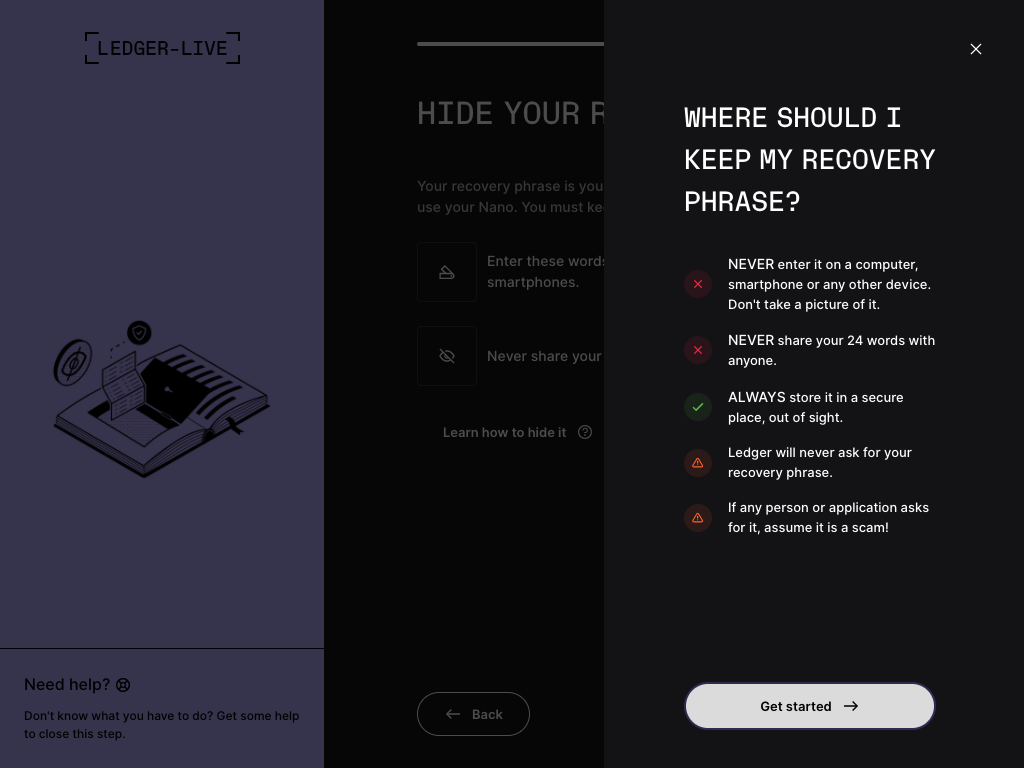 LEDGER-LIVE
HIDE YOUR
Your recovery phrase is you
use your Nano. You must
Enter these words
smartphones.
Never share your
Learn how to hide it
Back
Need help?
Don't know what you have to do? Get some help
to close this step.
WHERE SHOULD I
KEEP MY RECOVERY
PHRASE?
NEVER enter it on a computer,
smartphone or any other device.
Don't take a picture of it.
NEVER share your 24 words with
anyone.
ALWAYS store it in a secure
place, out of sight.
Ledger will never ask for your
recovery phrase.
If any person or application asks
for it, assume it is a scam!
Get started